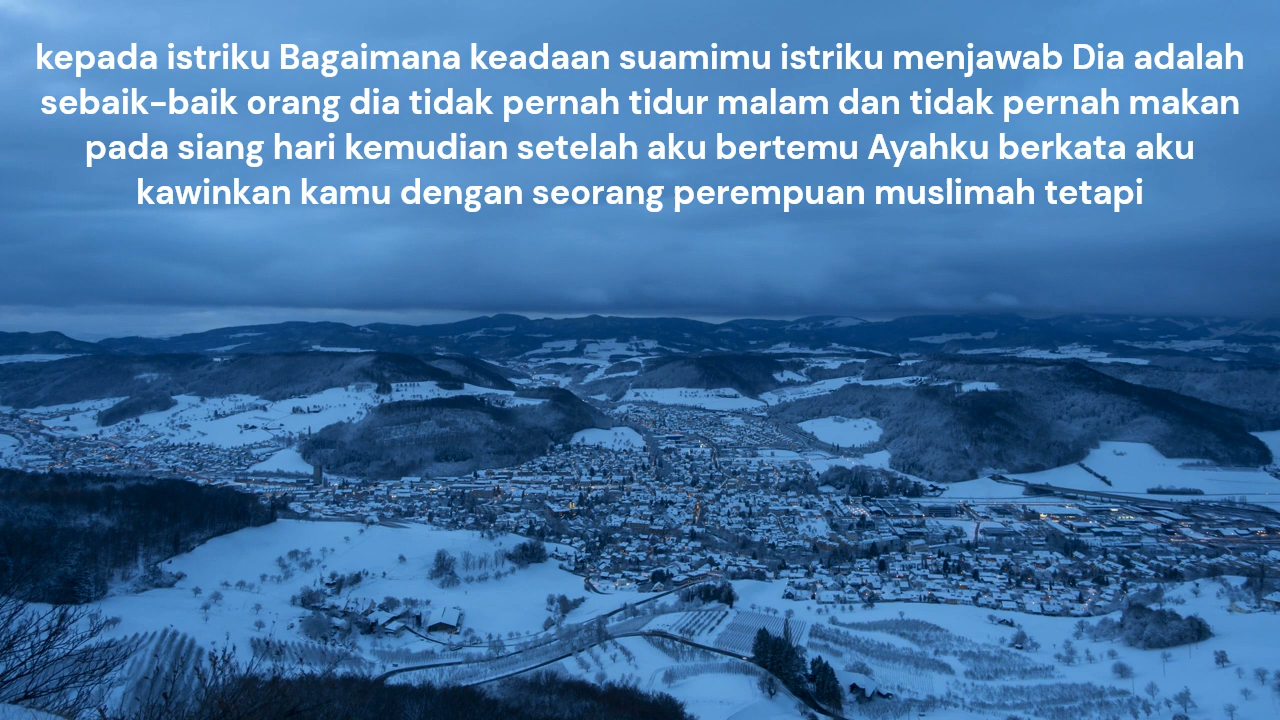 kepada istriku Bagaimana keadaan suamimu istriku menjawab Dia adalah
sebaik-baik orang dia tidak pernah tidur malam dan tidak pernah makan
pada siang hari kemudian setelah aku bertemu Ayahku berkata aku
kawinkan kamu dengan seorang perempuan muslimah tetapi